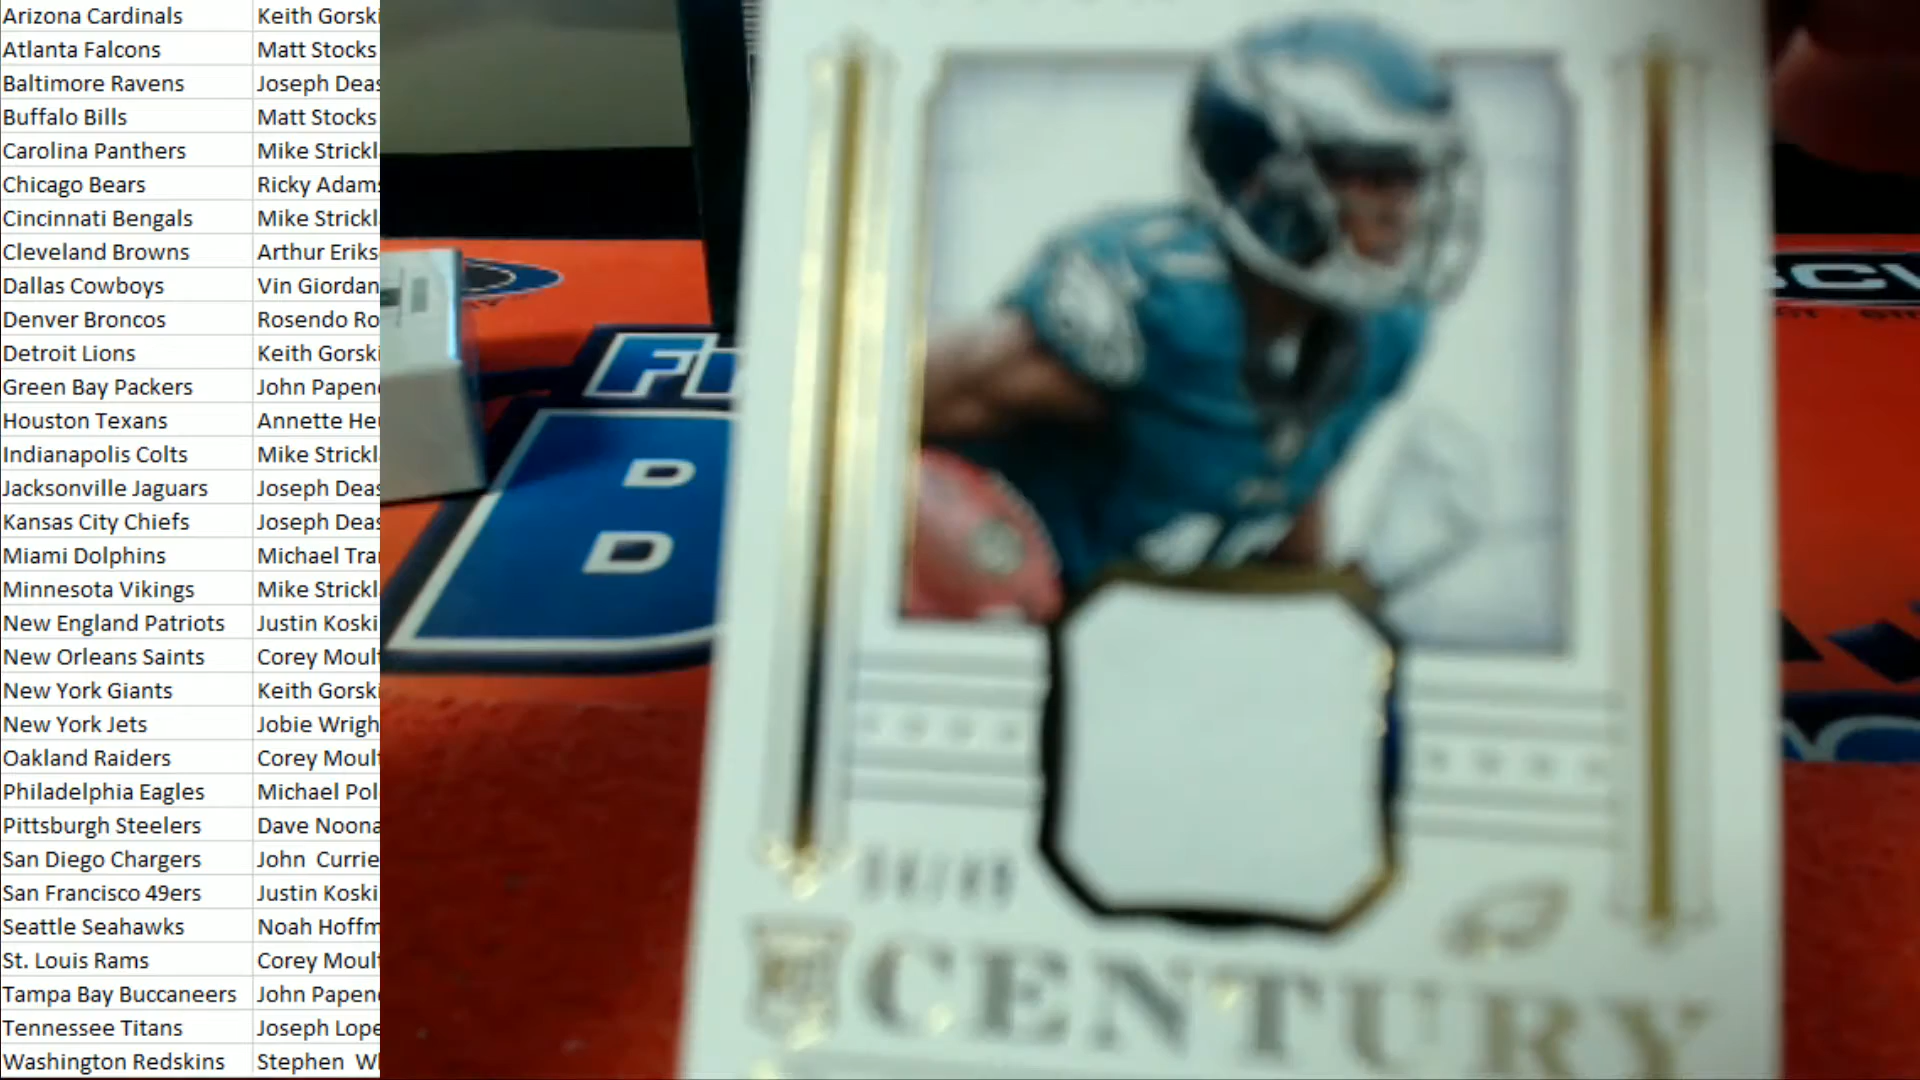 Arizona Cardinals Keith Gorski
Atlanta Falcons Matt Stocks
Baltimore Ravens Joseph Deas
Buffalo Bills Matt Stocks
Carolina Panthers Mike Strickl
Chicago Bears Ricky Adams
Cincinnati Bengals Mike Strickl
Cleveland Browns Arthur Eriks
Dallas Cowboys Vin Giordan
Denver Broncos Rosendo Ro
Detroit Lions Keith Gorski
Green Bay Packers John Papen
Houston Texans Annette He
Indianapolis Colts Mike Strickl
Jacksonville Jaguars Joseph Deas
Kansas City Chiefs Joseph Deas
Miami Dolphins Michael Tra
Minnesota Vikings Mike Strickl
New England Patriots Justin Koski
New Orleans Saints Corey Moult
New York Giants Keith Gorski
New York Jets Jobie Wrigh
Oakland Raiders Corey Moult
Philadelphia Eagles Michael Pol
Pittsburgh Steelers Dave Noona
San Diego Chargers John Currie
San Francisco 49ers Justin Koski
Seattle Seahawks Noah Hoffm
St. Louis Rams Corey Moult
Tampa Bay Buccaneers John Papen
Tennessee Titans Joseph Lope
Washington Redskins Stephen W
D
D
CENTURY